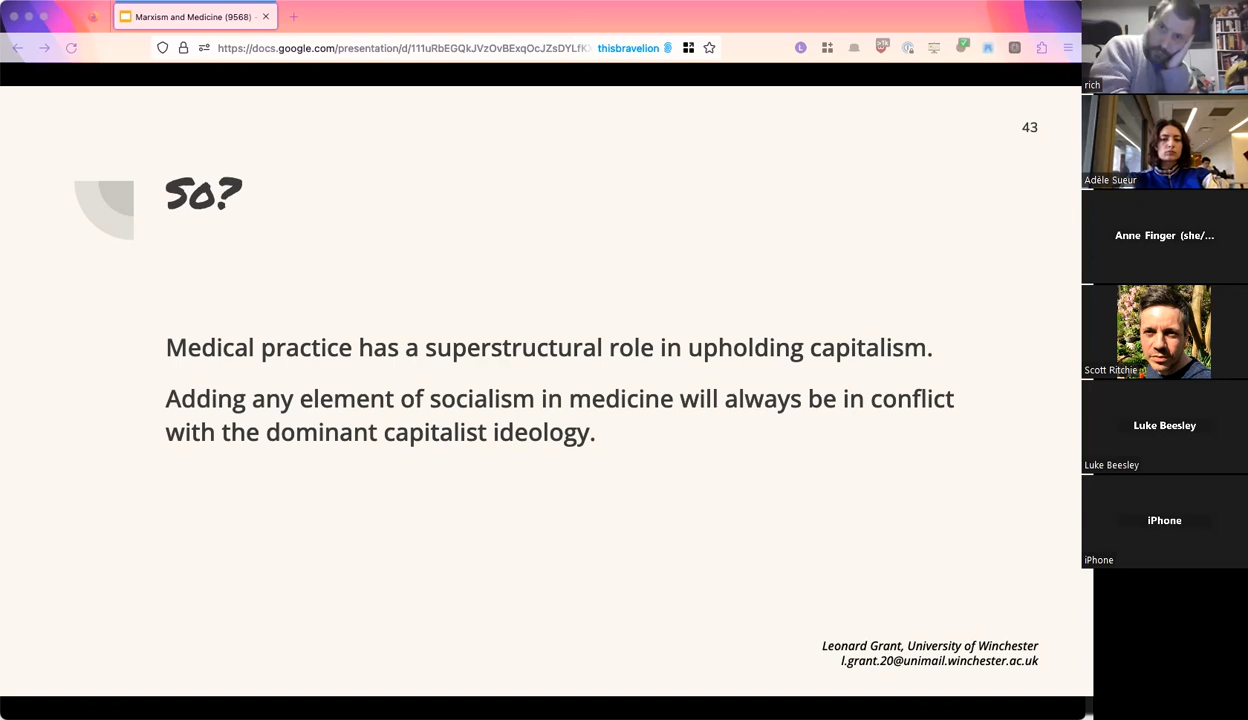 Marxism and Medicine (9568)
https://docs.google.com/presentation/d/111uRbEGQkJVzOvBExqOcJZsDYLfK
thisbravelion
43
So?
Medical practice has a superstructural role in upholding capitalism.
Adding any element of socialism in medicine will always be in conflict
with the dominant capitalist ideology.
Leonard Grant, University of Winchester
l.grant.20@unimail.winchester.ac.uk
rich
Adèle Sueur
Anne Finger (she/...
Scott Ritchie
Luke Beesley
Luke Beesley
iPhone
iPhone